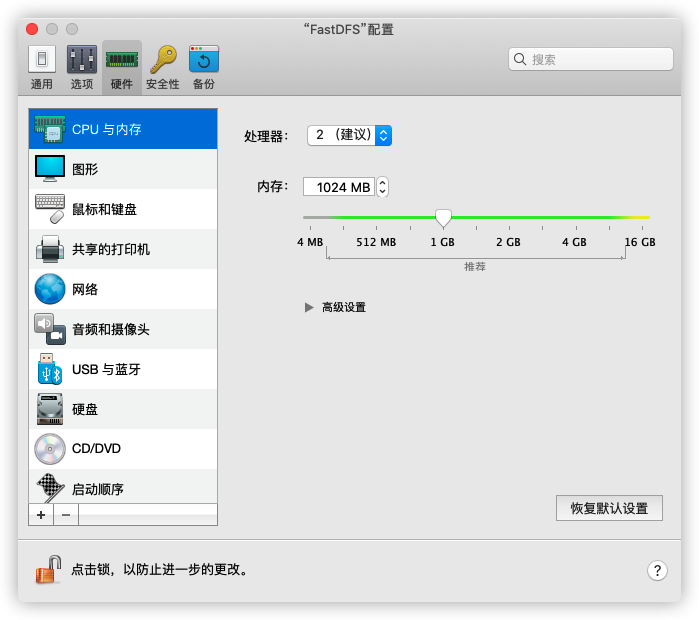 “FastDFS”配置
通用 选项 硬件 安全性 备份
搜索
CPU 与内存
图形
鼠标和键盘
共享的打印机
网络
音频和摄像头
USB 与蓝牙
硬盘
CD/DVD
启动顺序
+ −
处理器: 2 (建议)
内存: 1024 MB
4 MB 512 MB 1 GB 2 GB 4 GB 16 GB
推荐
高级设置
恢复默认设置
点击锁，以防止进一步的更改。
?